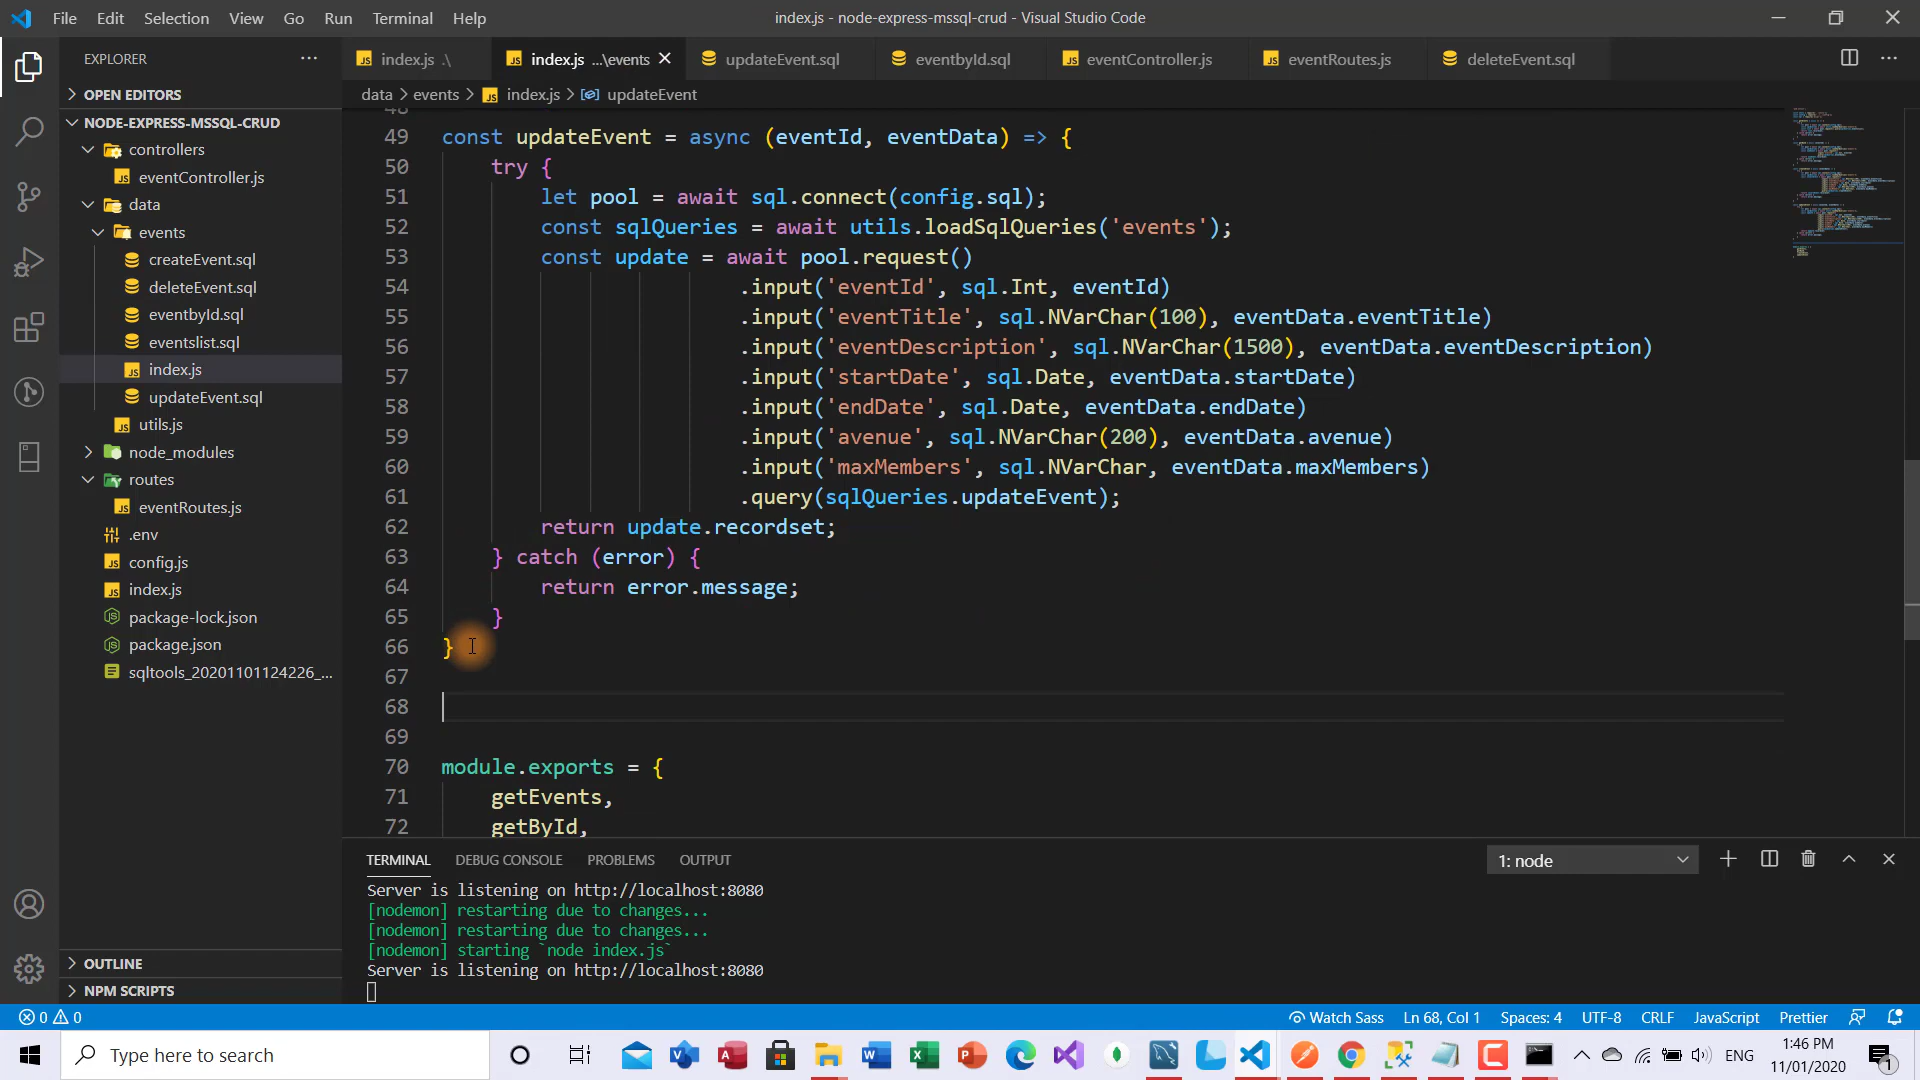 File Edit Selection View Go Run Terminal Help
index.js - node-express-mssql-crud - Visual Studio Code
EXPLORER
OPEN EDITORS
NODE-EXPRESS-MSSQL-CRUD
controllers
eventController.js
data
events
createEvent.sql
deleteEvent.sql
eventbyId.sql
eventslist.sql
index.js
updateEvent.sql
utils.js
node_modules
routes
eventRoutes.js
.env
config.js
index.js
package-lock.json
package.json
sqltools_20201101124226_...
OUTLINE
NPM SCRIPTS
index.js .\ index.js ...\events updateEvent.sql eventbyId.sql eventController.js eventRoutes.js deleteEvent.sql
data > events > index.js > updateEvent
48
49 const updateEvent = async (eventId, eventData) => {
50 try {
51 let pool = await sql.connect(config.sql);
52 const sqlQueries = await utils.loadSqlQueries('events');
53 const update = await pool.request()
54 .input('eventId', sql.Int, eventId)
55 .input('eventTitle', sql.NVarChar(100), eventData.eventTitle)
56 .input('eventDescription', sql.NVarChar(1500), eventData.eventDescription)
57 .input('startDate', sql.Date, eventData.startDate)
58 .input('endDate', sql.Date, eventData.endDate)
59 .input('avenue', sql.NVarChar(200), eventData.avenue)
60 .input('maxMembers', sql.NVarChar, eventData.maxMembers)
61 .query(sqlQueries.updateEvent);
62 return update.recordset;
63 } catch (error) {
64 return error.message;
65 }
66 }
67
68
69
70 module.exports = {
71 getEvents,
72 getById,
TERMINAL DEBUG CONSOLE PROBLEMS OUTPUT
1: node
Server is listening on http://localhost:8080
[nodemon] restarting due to changes...
[nodemon] restarting due to changes...
[nodemon] starting `node index.js`
Server is listening on http://localhost:8080
0 0
Watch Sass Ln 68, Col 1 Spaces: 4 UTF-8 CRLF JavaScript Prettier
Type here to search
ENG
1:46 PM
11/01/2020
1